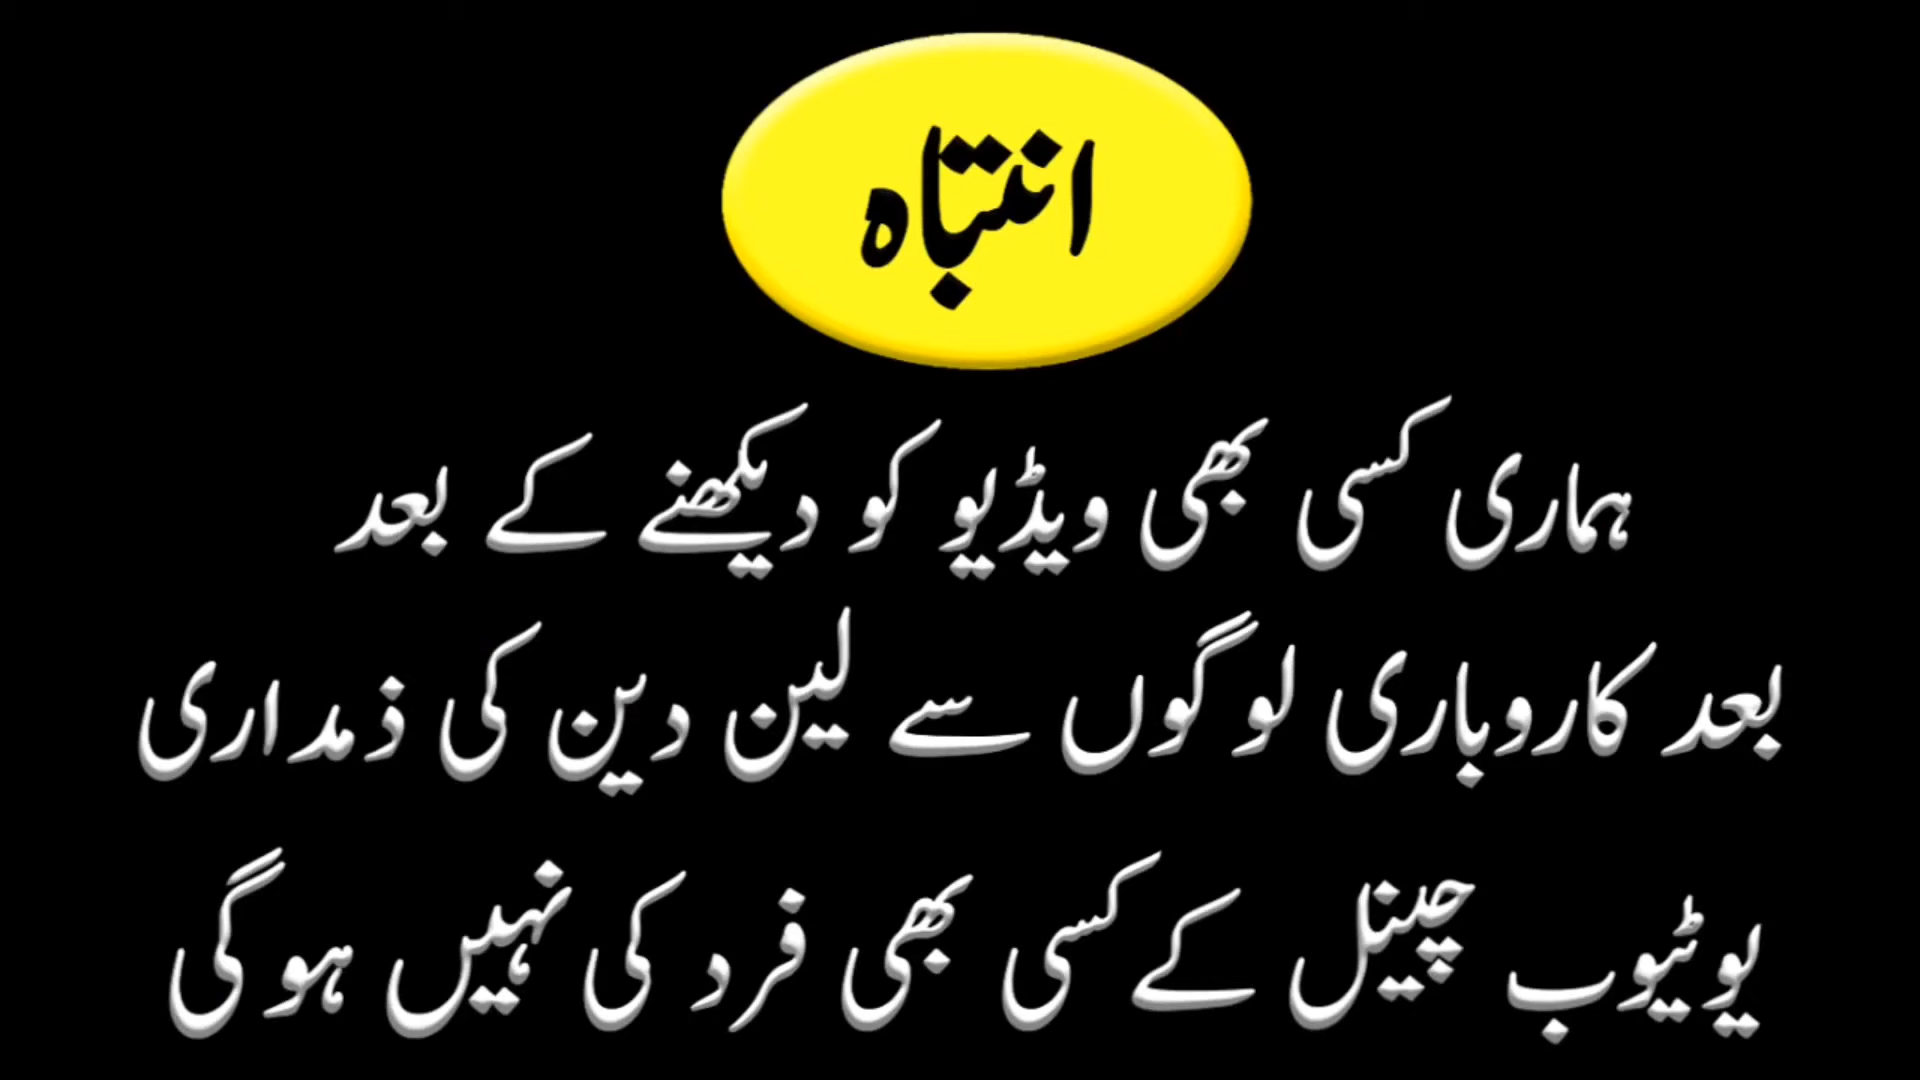 انتباہ
ہماری کسی بھی ویڈیو کو دیکھنے کے بعد
بعد کاروباری لوگوں سے لین دین کی ذمداری
یوٹیوب چینل کے کسی بھی فرد کی نہیں ہوگی